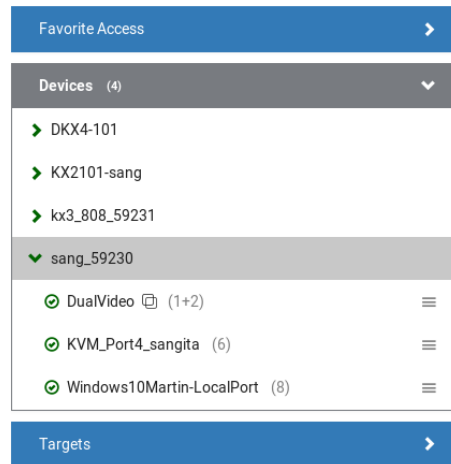 Favorite Access
Devices (4)
DKX4-101
KX2101-sang
kx3_808_59231
sang_59230
DualVideo (1+2)
KVM_Port4_sangita (6)
Windows10Martin-LocalPort (8)
Targets